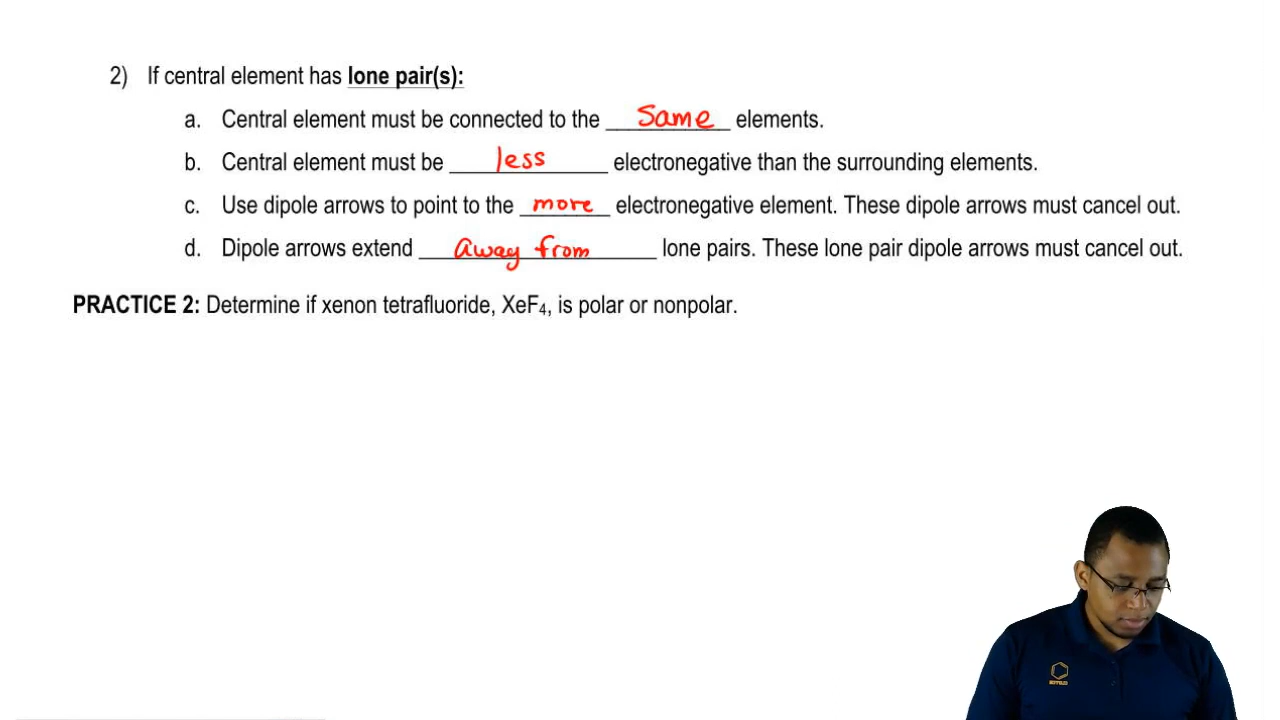 2) If central element has lone pair(s):
a. Central element must be connected to the Same elements.
b. Central element must be less electronegative than the surrounding elements.
c. Use dipole arrows to point to the more electronegative element. These dipole arrows must cancel out.
d. Dipole arrows extend away from lone pairs. These lone pair dipole arrows must cancel out.
PRACTICE 2: Determine if xenon tetrafluoride, XeF₄, is polar or nonpolar.